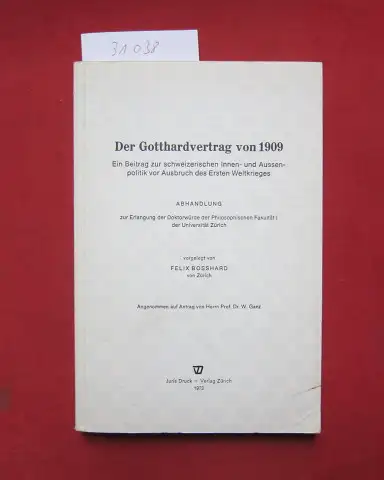 31 038
Der Gotthardvertrag von 1909
Ein Beitrag zur schweizerischen Innen- und Aussen-
politik vor Ausbruch des Ersten Weltkrieges
ABHANDLUNG
zur Erlangung der Doktorwürde der Philosophischen Fakultät I
der Universität Zürich
vorgelegt von
FELIX BOSSHARD
von Zürich
Angenommen auf Antrag von Herrn Prof. Dr. W. Ganz
Juris Druck + Verlag Zürich